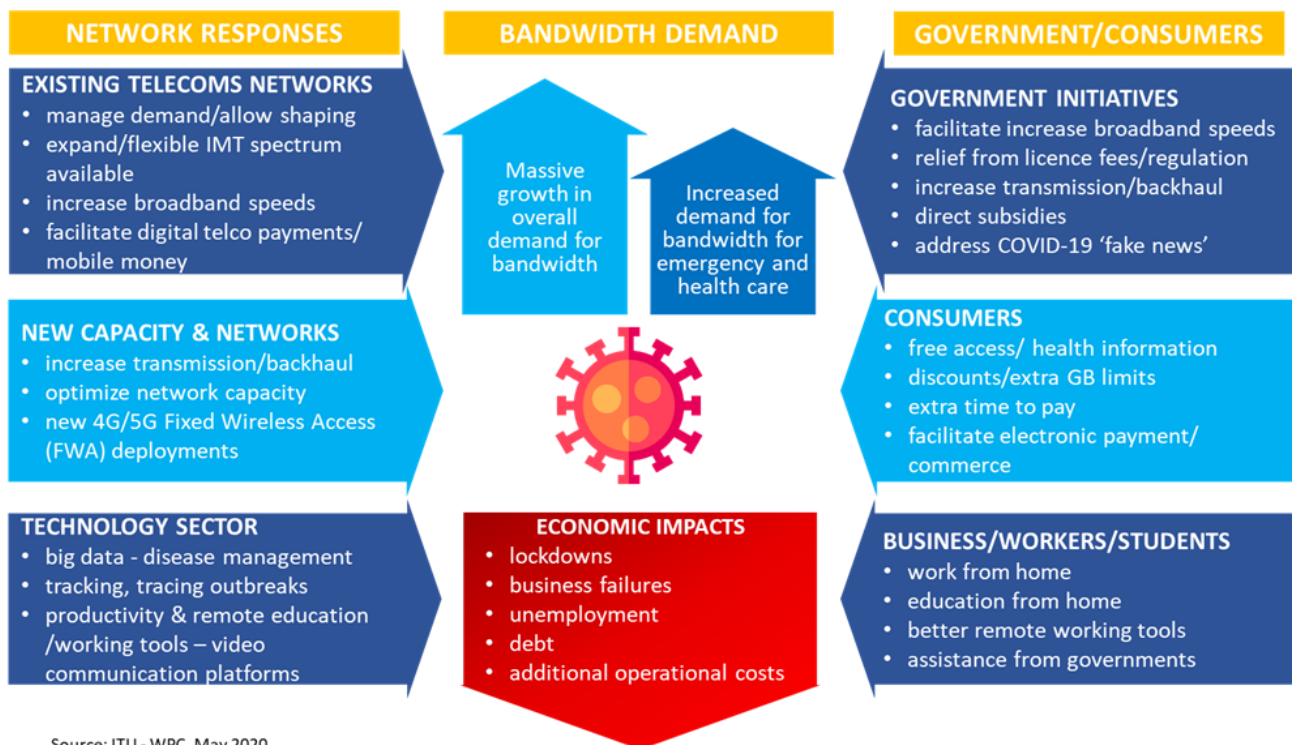 NETWORK RESPONSES
EXISTING TELECOMS NETWORKS
• manage demand/allow shaping
• expand/flexible IMT spectrum
available
• increase broadband speeds
• facilitate digital telco payments/
mobile money
NEW CAPACITY & NETWORKS
• increase transmission/backhaul
• optimize network capacity
• new 4G/5G Fixed Wireless Access
(FWA) deployments
TECHNOLOGY SECTOR
• big data - disease management
• tracking, tracing outbreaks
• productivity & remote education
/working tools – video
communication platforms
BANDWIDTH DEMAND
Massive
growth in
overall
demand for
bandwidth
Increased
demand for
bandwidth for
emergency and
health care
ECONOMIC IMPACTS
• lockdowns
• business failures
• unemployment
• debt
• additional operational costs
GOVERNMENT/CONSUMERS
GOVERNMENT INITIATIVES
• facilitate increase broadband speeds
• relief from licence fees/regulation
• increase transmission/backhaul
• direct subsidies
• address COVID-19 ‘fake news’
CONSUMERS
• free access/ health information
• discounts/extra GB limits
• extra time to pay
• facilitate electronic payment/
commerce
BUSINESS/WORKERS/STUDENTS
• work from home
• education from home
• better remote working tools
• assistance from governments
Source: ITU - WPC, May 2020